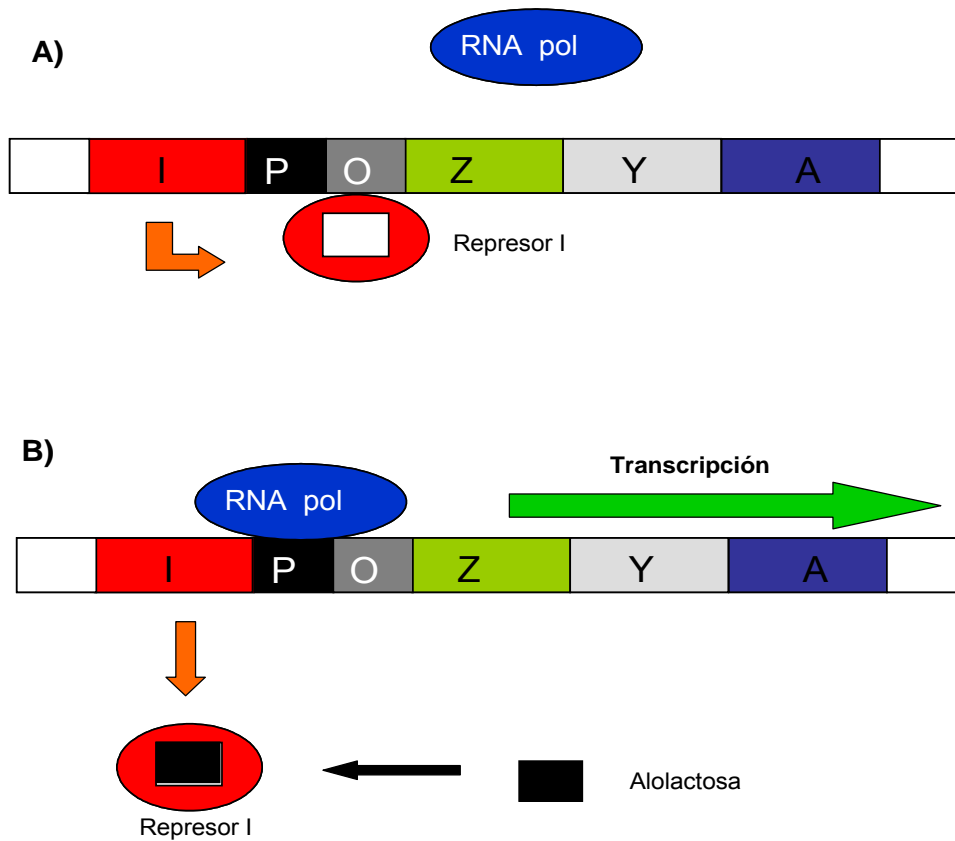 A)
RNA pol
I P O Z Y A
Represor I
B)
Transcripción
RNA pol
I P O Z Y A
Alolactosa
Represor I